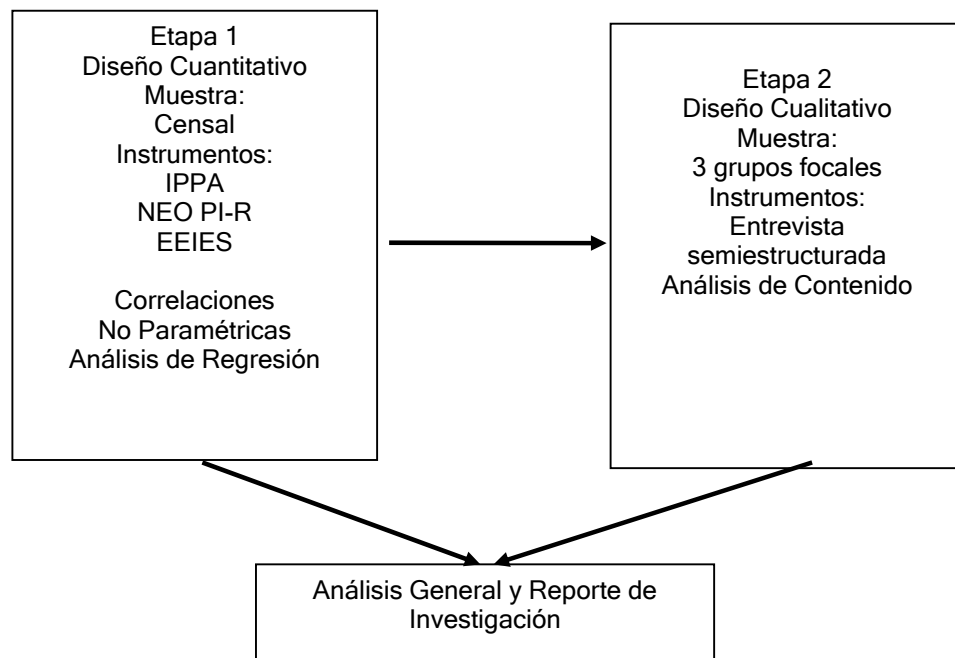 Etapa 1
Diseño Cuantitativo
Muestra:
Censal
Instrumentos:
IPPA
NEO PI-R
EEIES
Correlaciones
No Paramétricas
Análisis de Regresión
Etapa 2
Diseño Cualitativo
Muestra:
3 grupos focales
Instrumentos:
Entrevista
semiestructurada
Análisis de Contenido
Análisis General y Reporte de
Investigación